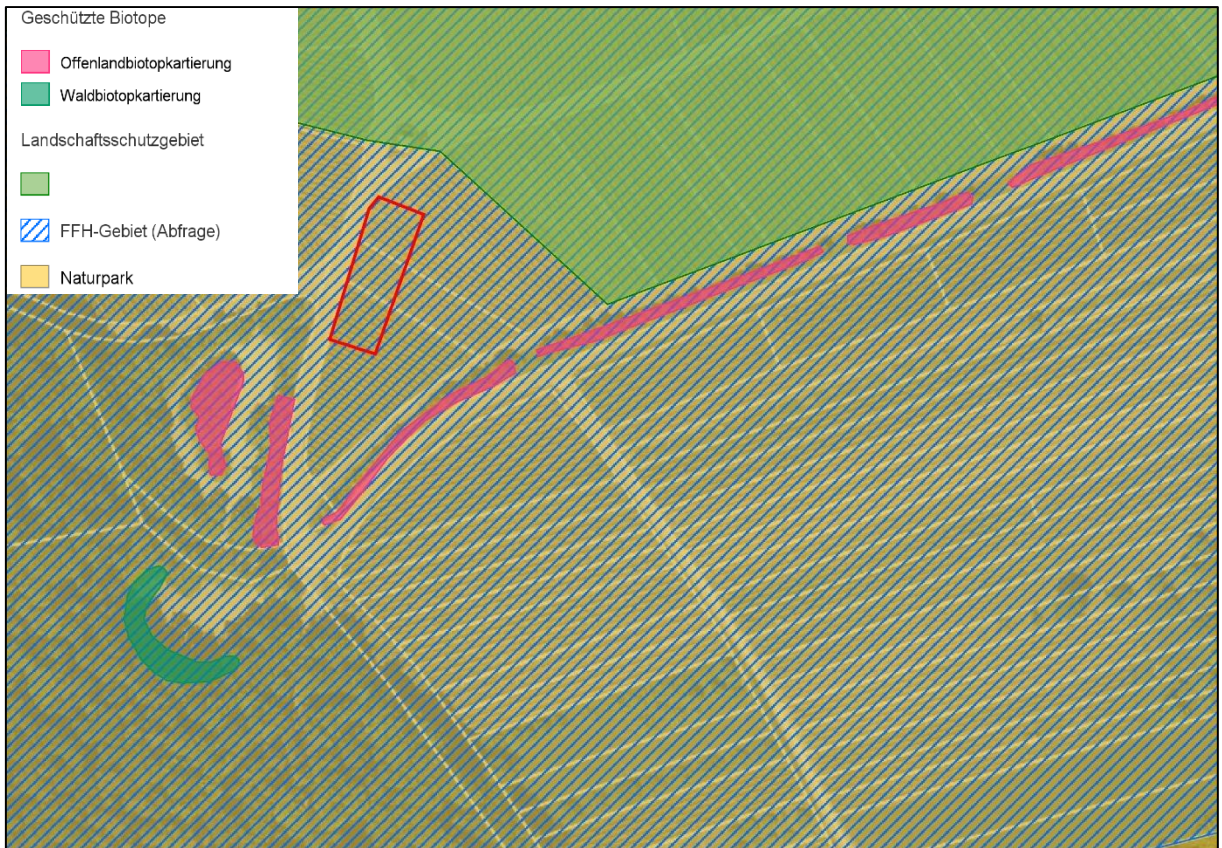 Geschützte Biotope
Offenlandbiotopkartierung
Waldbiotopkartierung
Landschaftsschutzgebiet
FFH-Gebiet (Abfrage)
Naturpark